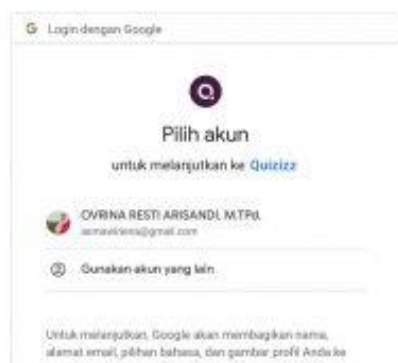 Login dengan Google
Pilih akun
untuk melanjutkan ke Quizizz
OVRINA RESTI ARISANDI, M.TPd.
Gunakan akun yang lain
Untuk melanjutkan, Google akan membagikan nama,
alamat email, pilihan bahasa, dan gambar profil Anda ke